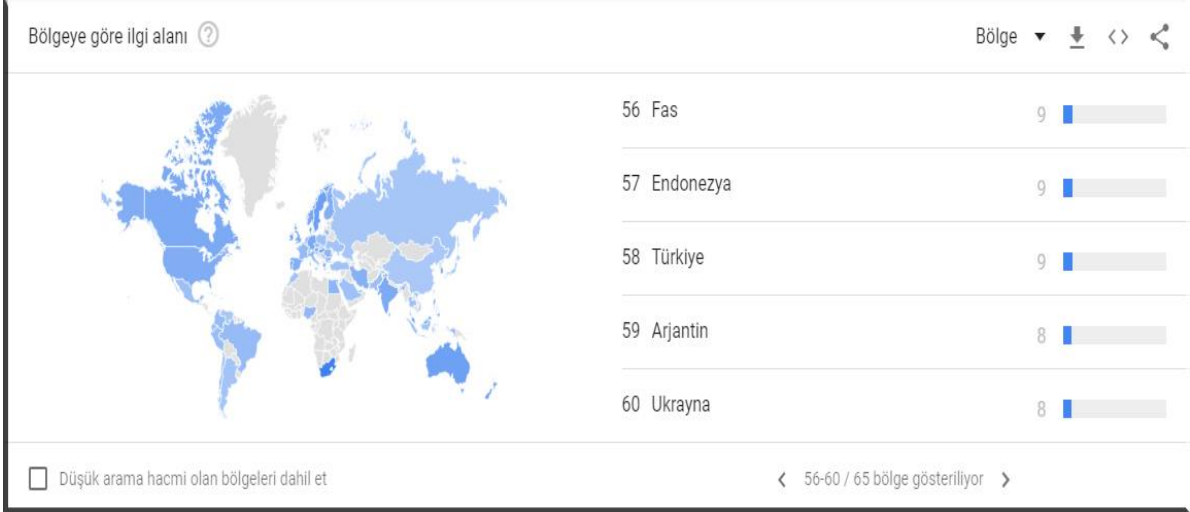 Bölgeye göre ilgi alanı ?
Bölge
56 Fas 9
57 Endonezya 9
58 Türkiye 9
59 Arjantin 8
60 Ukrayna 8
Düşük arama hacmi olan bölgeleri dahil et
56-60 / 65 bölge gösteriliyor